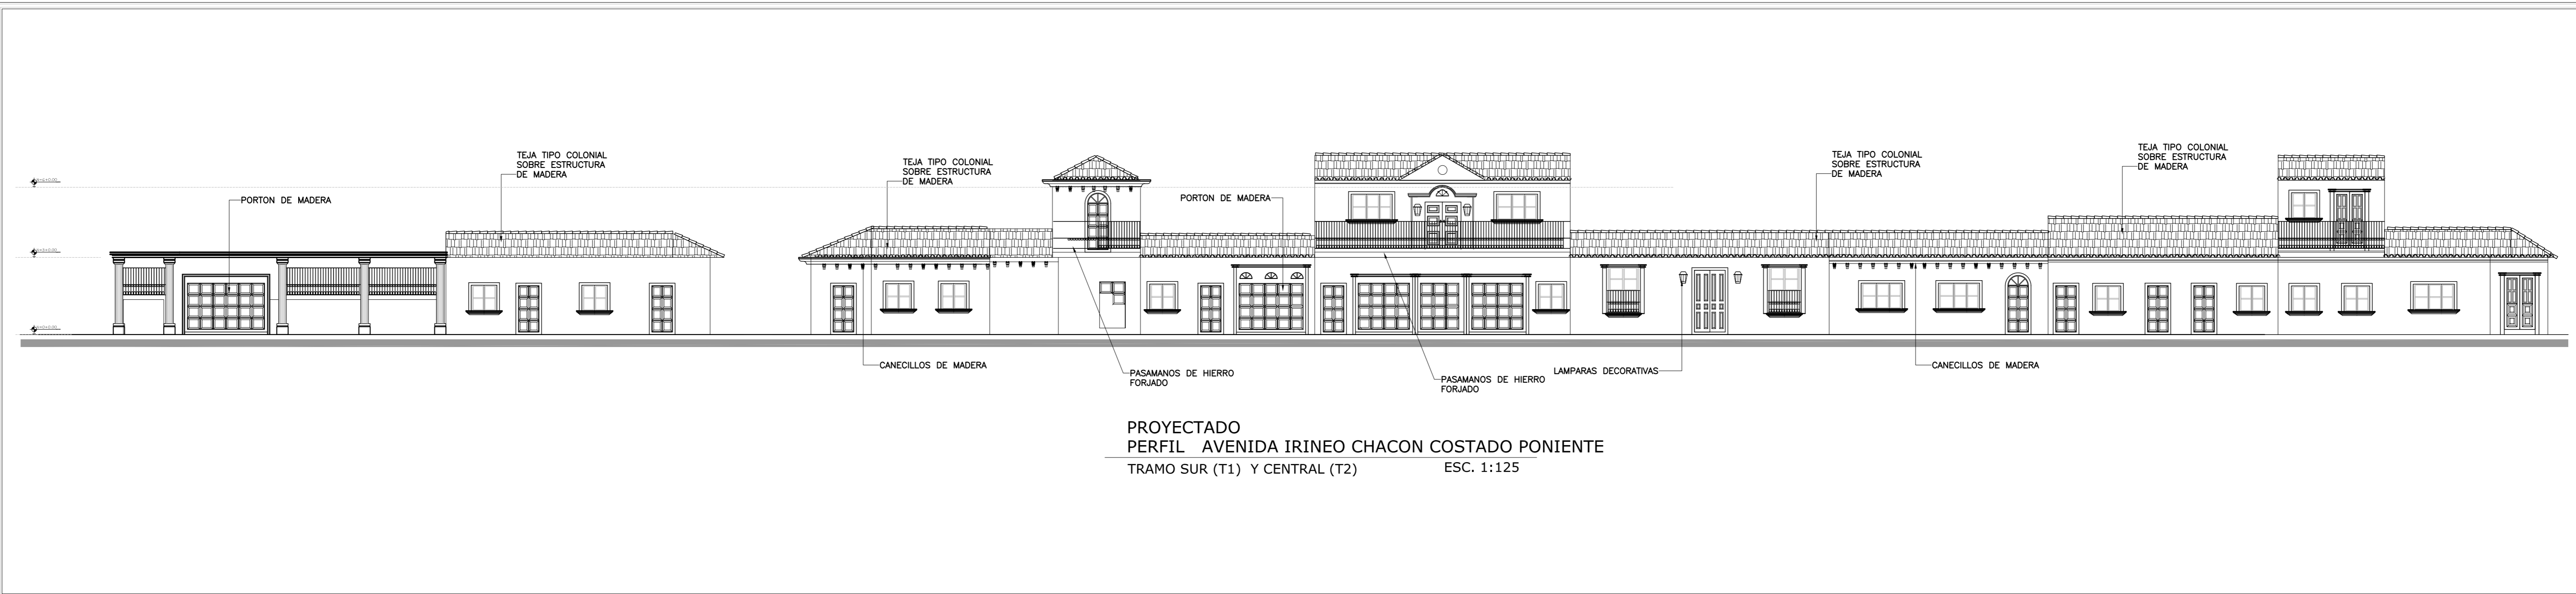 TEJA TIPO COLONIAL
SOBRE ESTRUCTURA
DE MADERA
TEJA TIPO COLONIAL
SOBRE ESTRUCTURA
DE MADERA
TEJA TIPO COLONIAL
SOBRE ESTRUCTURA
DE MADERA
TEJA TIPO COLONIAL
SOBRE ESTRUCTURA
DE MADERA
PORTON DE MADERA
PORTON DE MADERA
CANECILLOS DE MADERA
PASAMANOS DE HIERRO
FORJADO
PASAMANOS DE HIERRO
FORJADO
LAMPARAS DECORATIVAS
CANECILLOS DE MADERA
PROYECTADO
PERFIL AVENIDA IRINEO CHACON COSTADO PONIENTE
TRAMO SUR (T1) Y CENTRAL (T2)
ESC. 1:125